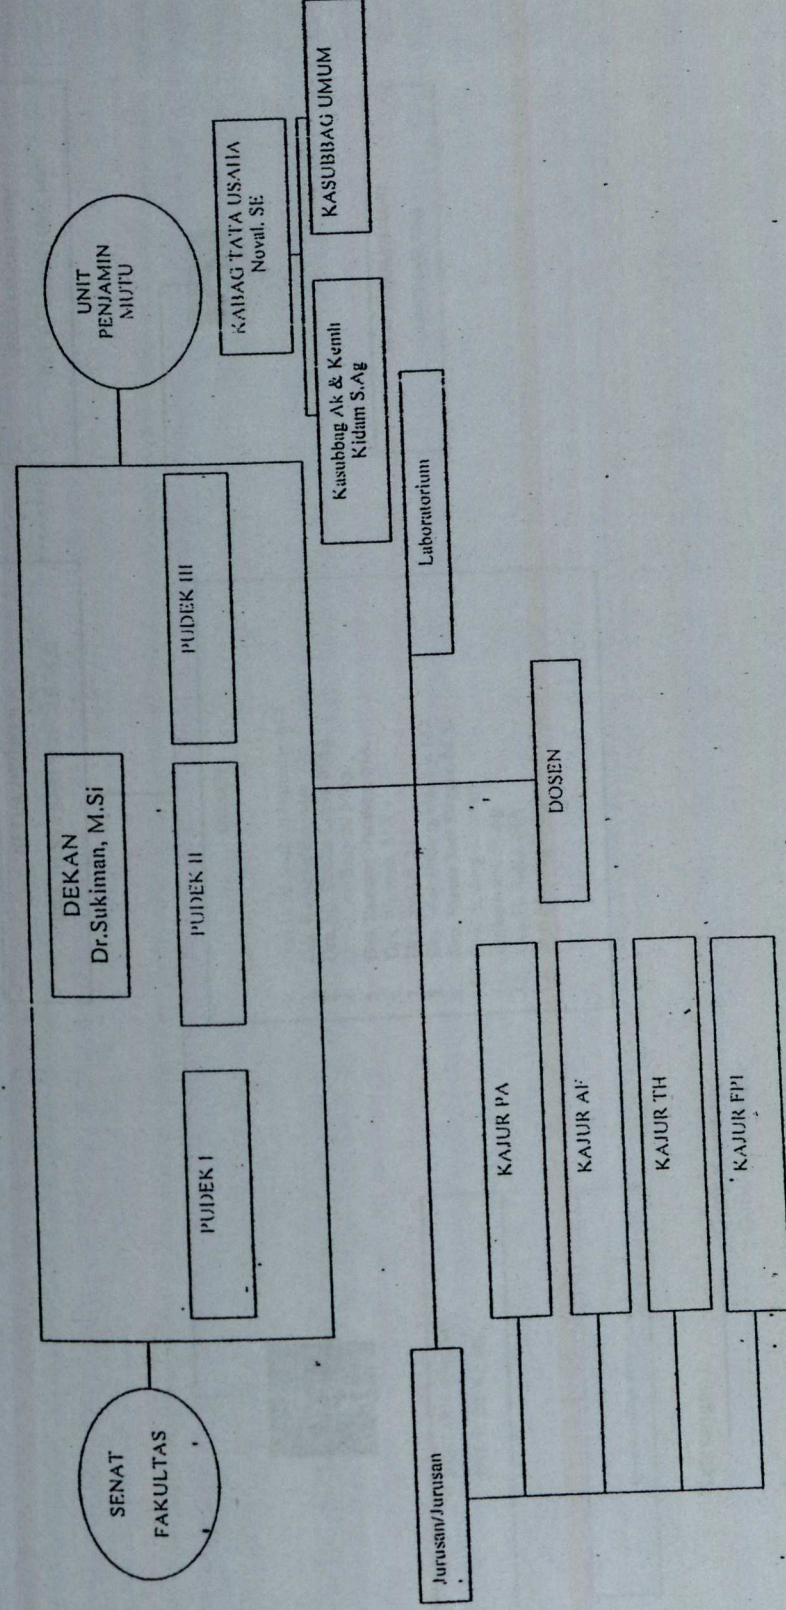 SENAT
FAKULTAS
DEKAN
Dr.Sukiman, M.Si
PUDEK I
PUDEK II
PUDEK III
UNIT
PENJAMIN
MUTU
KABAG TATA USAHA
Noval. SE
Kasubbag Ak & Kemh
Kidam S.Ag
KASUBBAG UMUM
Jurusan/Jurusan
Laboratorium
DOSEN
KAJUR PA
KAJUR AF
KAJUR TH
KAJUR FPI